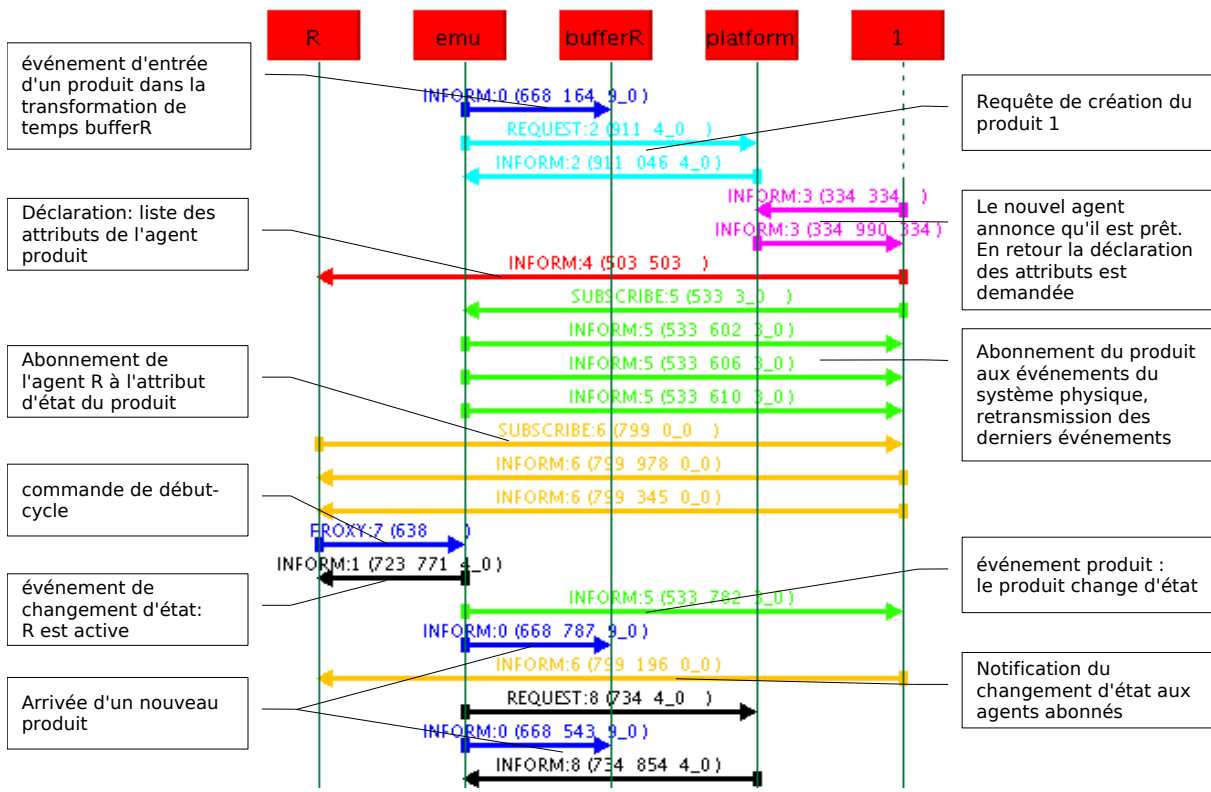 R
emu
bufferR
platform
1
événement d'entrée
d'un produit dans la
transformation de
temps bufferR
Déclaration: liste des
attributs de l'agent
produit
Abonnement de
l'agent R à l'attribut
d'état du produit
commande de début-
cycle
événement de
changement d'état:
R est active
Arrivée d'un nouveau
produit
INFORM:0 (668 164 9_0)
REQUEST:2 (911 4_0 )
INFORM:2 (911 046 4_0)
INFORM:3 (334 334 )
INFORM:3 (334 990 334)
INFORM:4 (503 503 )
SUBSCRIBE:5 (533 3_0 )
INFORM:5 (533 602 3_0)
INFORM:5 (533 606 3_0)
INFORM:5 (533 610 3_0)
SUBSCRIBE:6 (799 0_0 )
INFORM:6 (799 978 0_0)
INFORM:6 (799 345 0_0)
PROXY:7 (638 )
INFORM:1 (723 771 4_0)
INFORM:5 (533 782 3_0)
INFORM:0 (668 787 9_0)
INFORM:6 (799 196 0_0)
REQUEST:8 (734 4_0 )
INFORM:0 (668 543 9_0)
INFORM:8 (734 854 4_0)
Requête de création du
produit 1
Le nouvel agent
annonce qu'il est prêt.
En retour la déclaration
des attributs est
demandée
Abonnement du produit
aux événements du
système physique,
retransmission des
derniers événements
événement produit :
le produit change d'état
Notification du
changement d'état aux
agents abonnés